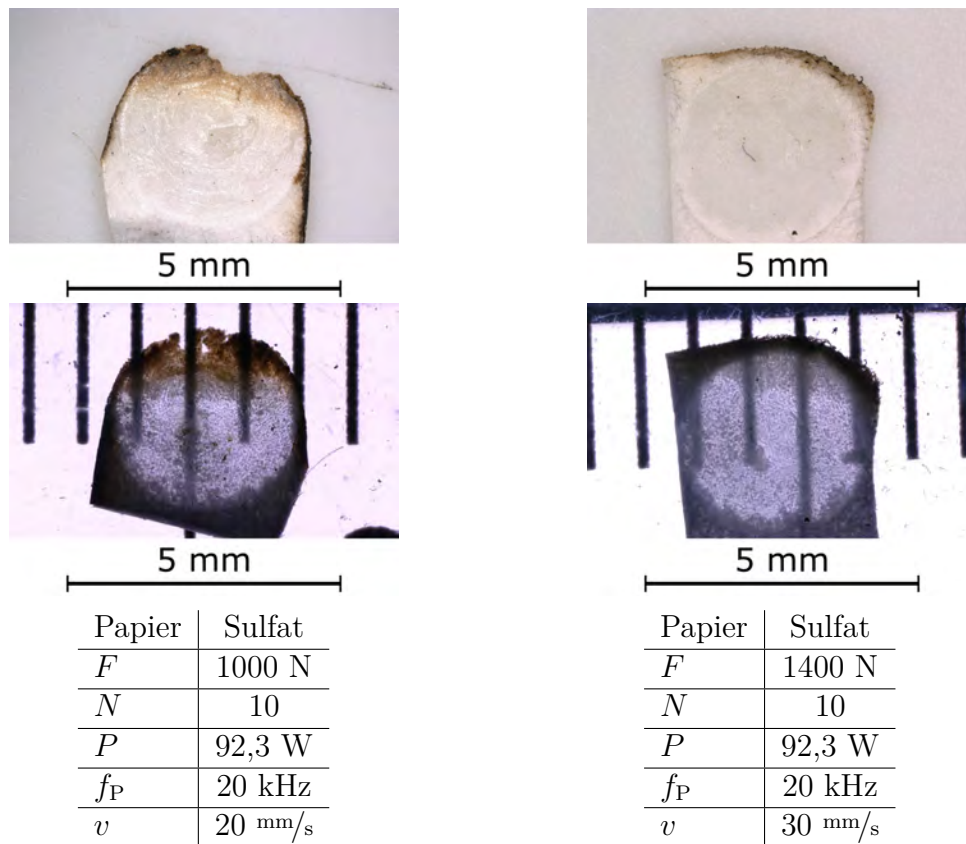 5 mm 5 mm
5 mm 5 mm
Papier Sulfat
F 1000 N
N 10
P 92,3 W
fP 20 kHz
v 20 mm/s
Papier Sulfat
F 1400 N
N 10
P 92,3 W
fP 20 kHz
v 30 mm/s